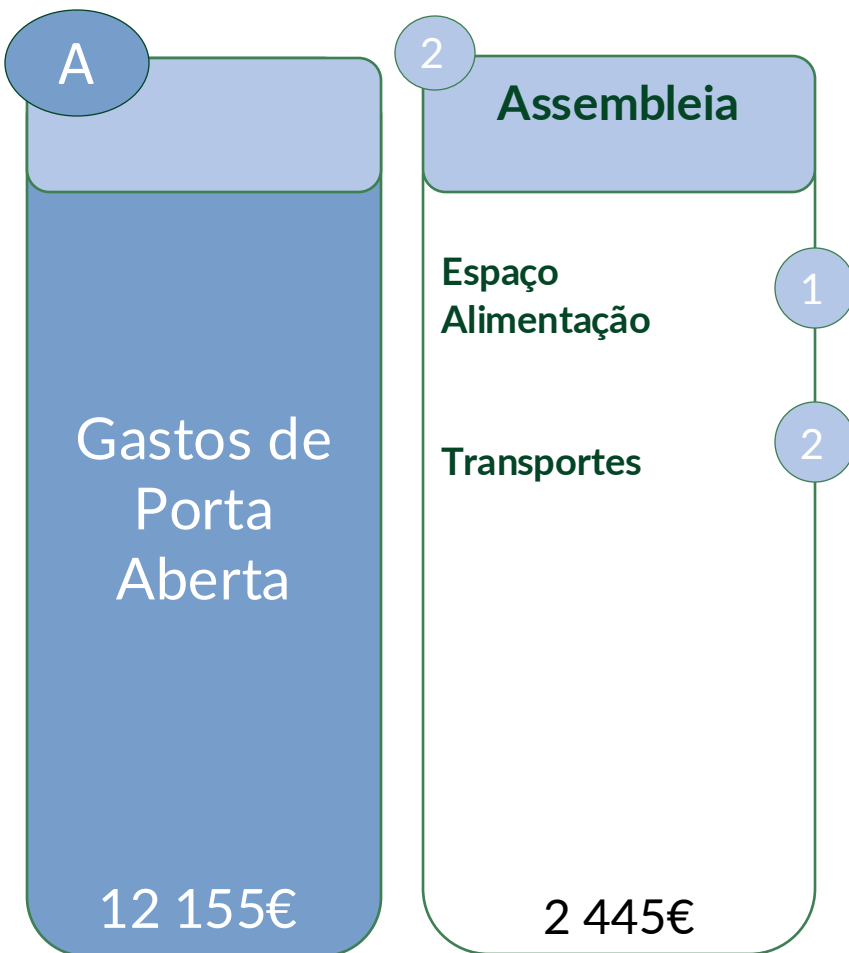 A
Gastos de
Porta
Aberta
12 155€
2
Assembleia
Espaço
Alimentação
1
Transportes
2
2 445€